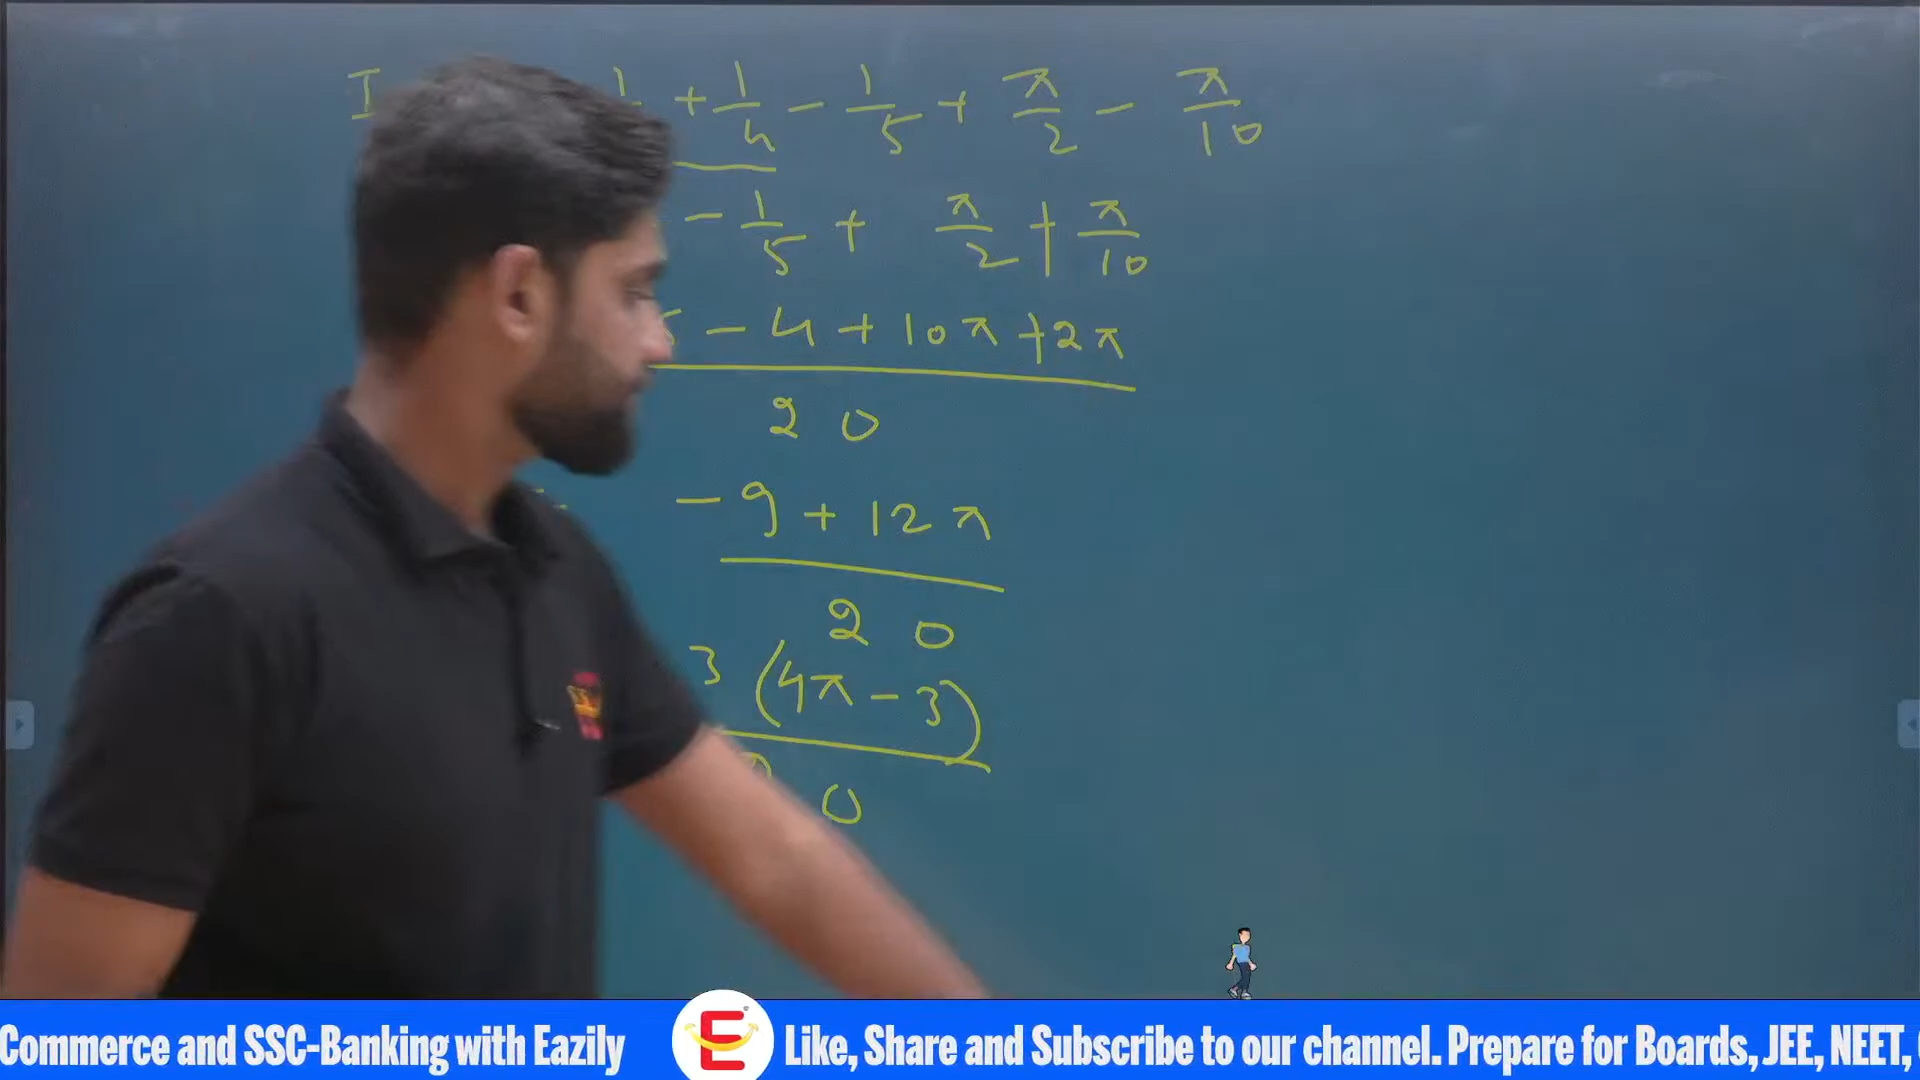 I 1 + 1/4 - 1/5 + π/2 - π/10
- 1/5 + π/2 + π/10
- 4 + 10π + 2π
20
- 9 + 12π
20
3 (4π - 3)
0
Commerce and SSC-Banking with Eazily E Like, Share and Subscribe to our channel. Prepare for Boards, JEE, NEET,